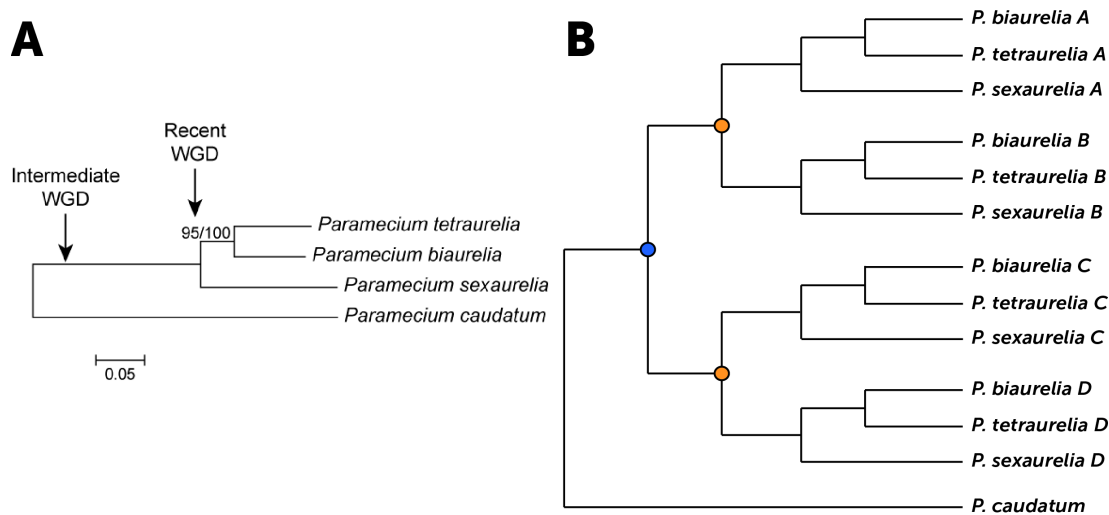 A
Recent
WGD
Intermediate
WGD
95/100
Paramecium tetraurelia
Paramecium biaurelia
Paramecium sexaurelia
Paramecium caudatum
0.05
B
P. biaurelia A
P. tetraurelia A
P. sexaurelia A
P. biaurelia B
P. tetraurelia B
P. sexaurelia B
P. biaurelia C
P. tetraurelia C
P. sexaurelia C
P. biaurelia D
P. tetraurelia D
P. sexaurelia D
P. caudatum